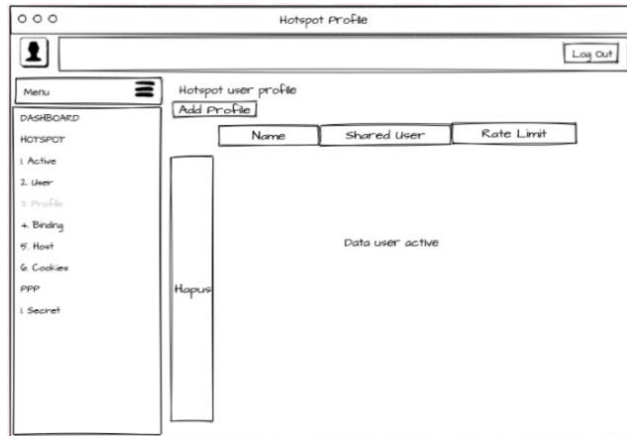 Hotspot Profile
Log Out
Menu
DASHBOARD
HOTSPOT
1. Active
2. User
3. Profile
4. Binding
5. Host
6. Cookies
PPP
1. Secret
Hotspot user profile
Add Profile
Name Shared User Rate Limit
Hapus
Data user active